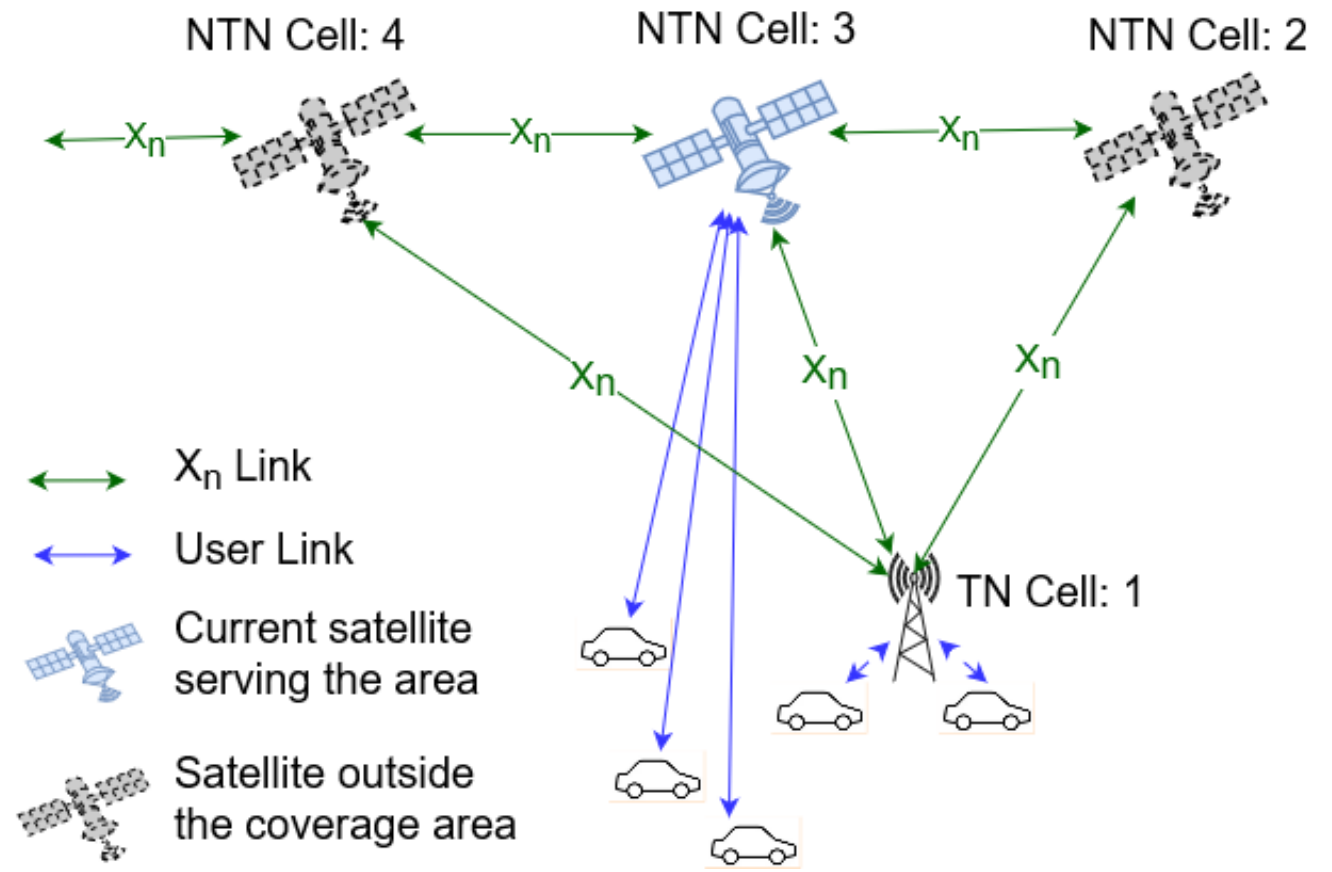 NTN Cell: 4
NTN Cell: 3
NTN Cell: 2
Xn
Xn
Xn
Xn
Xn
Xn
Xn Link
User Link
TN Cell: 1
Current satellite
serving the area
Satellite outside
the coverage area